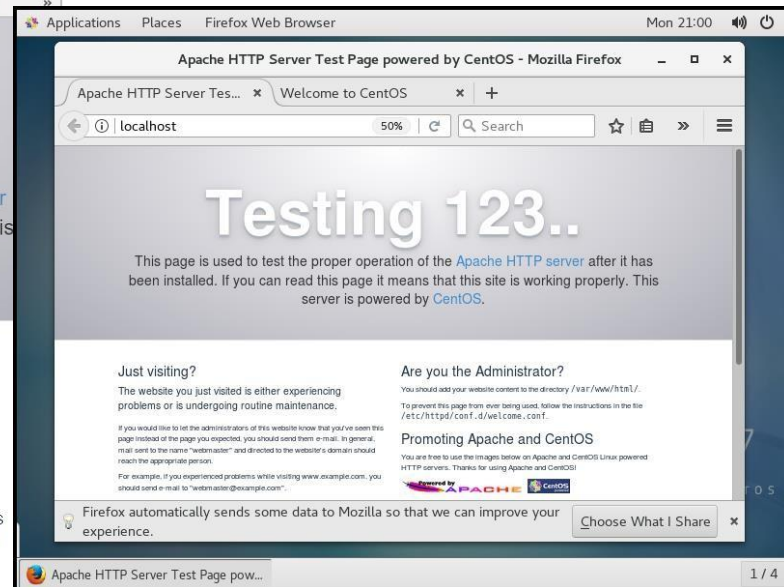 »
Applications Places Firefox Web Browser Mon 21:00
Apache HTTP Server Test Page powered by CentOS - Mozilla Firefox
Apache HTTP Server Tes... × Welcome to CentOS × +
localhost 50% Search »
r
is
Testing 123..
This page is used to test the proper operation of the Apache HTTP server after it has
been installed. If you can read this page it means that this site is working properly. This
server is powered by CentOS.
Just visiting?
The website you just visited is either experiencing
problems or is undergoing routine maintenance.
If you would like to let the administrators of this website know that you've seen this
page instead of the page you expected, you should send them e-mail. In general,
mail sent to the name "webmaster" and directed to the website's domain should
reach the appropriate person.
For example, if you experienced problems while visiting www.example.com, you
should send e-mail to "webmaster@example.com".
Are you the Administrator?
You should add your website content to the directory /var/www/html/.
To prevent this page from ever being used, follow the instructions in the file
/etc/httpd/conf.d/welcome.conf.
Promoting Apache and CentOS
You are free to use the images below on Apache and CentOS Linux powered
HTTP servers. Thanks for using Apache and CentOS!
Powered by APACHE CentOS
7
ros
s
Firefox automatically sends some data to Mozilla so that we can improve your
experience.
Choose What I Share ×
Apache HTTP Server Test Page pow... 1 / 4